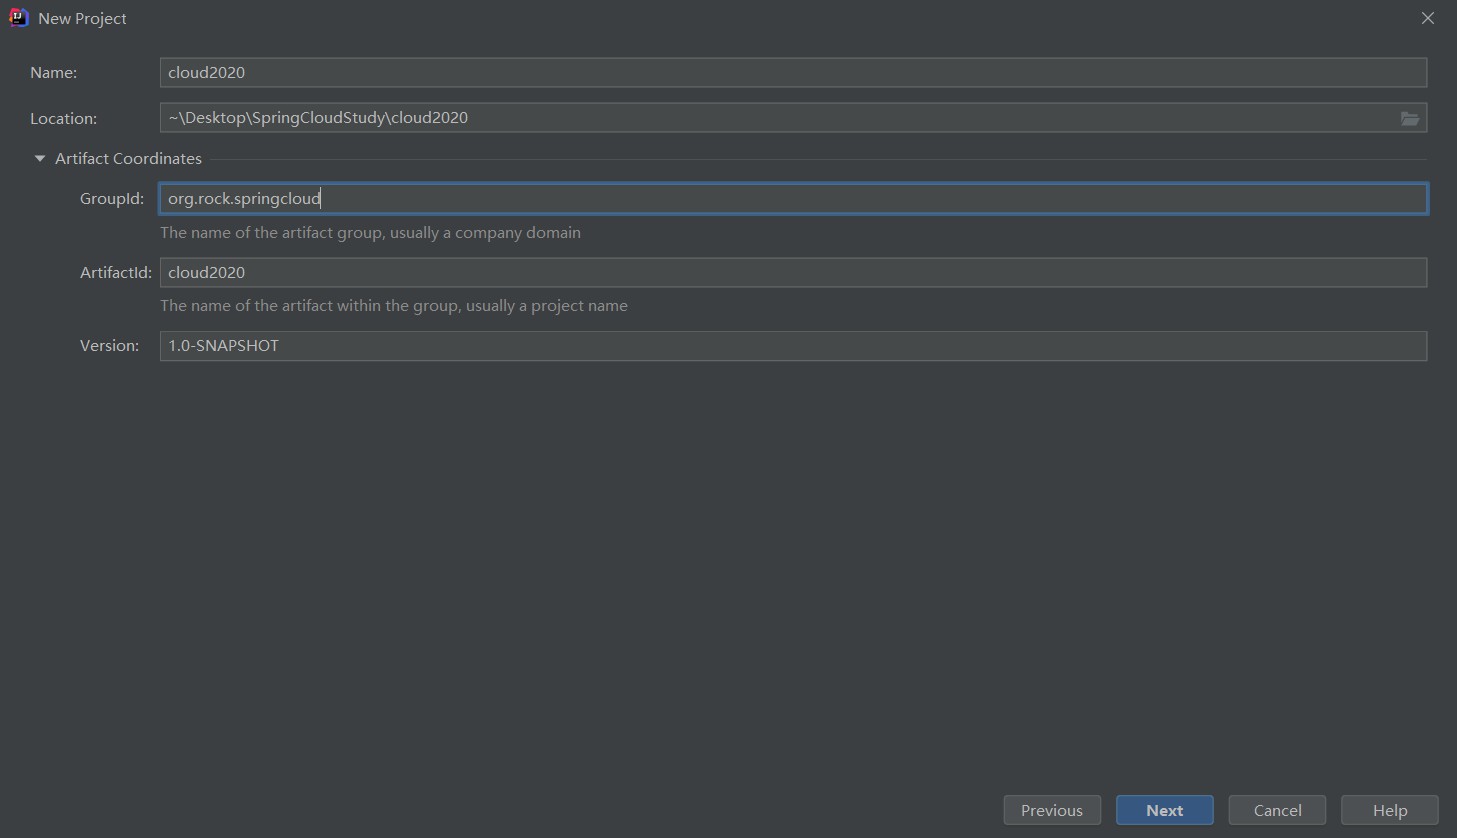 New Project
Name: cloud2020
Location: ~\Desktop\SpringCloudStudy\cloud2020
Artifact Coordinates
GroupId: org.rock.springcloud
The name of the artifact group, usually a company domain
ArtifactId: cloud2020
The name of the artifact within the group, usually a project name
Version: 1.0-SNAPSHOT
Previous Next Cancel Help